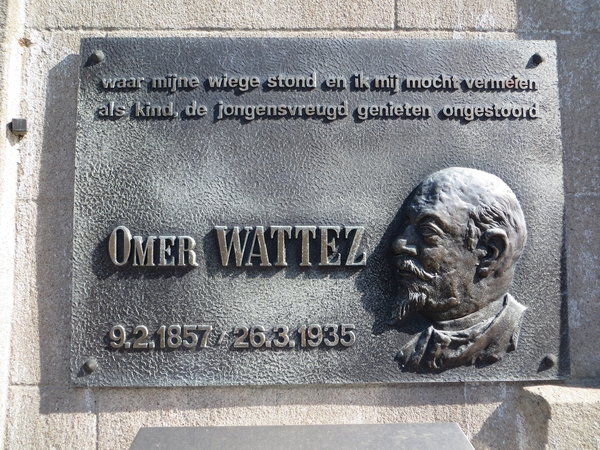 waar mijne wiege stond en ik mij mocht vermeien
als kind, de jongensvreugd genieten ongestoord
OMER WATTEZ
9.2.1857 / 26.3.1935